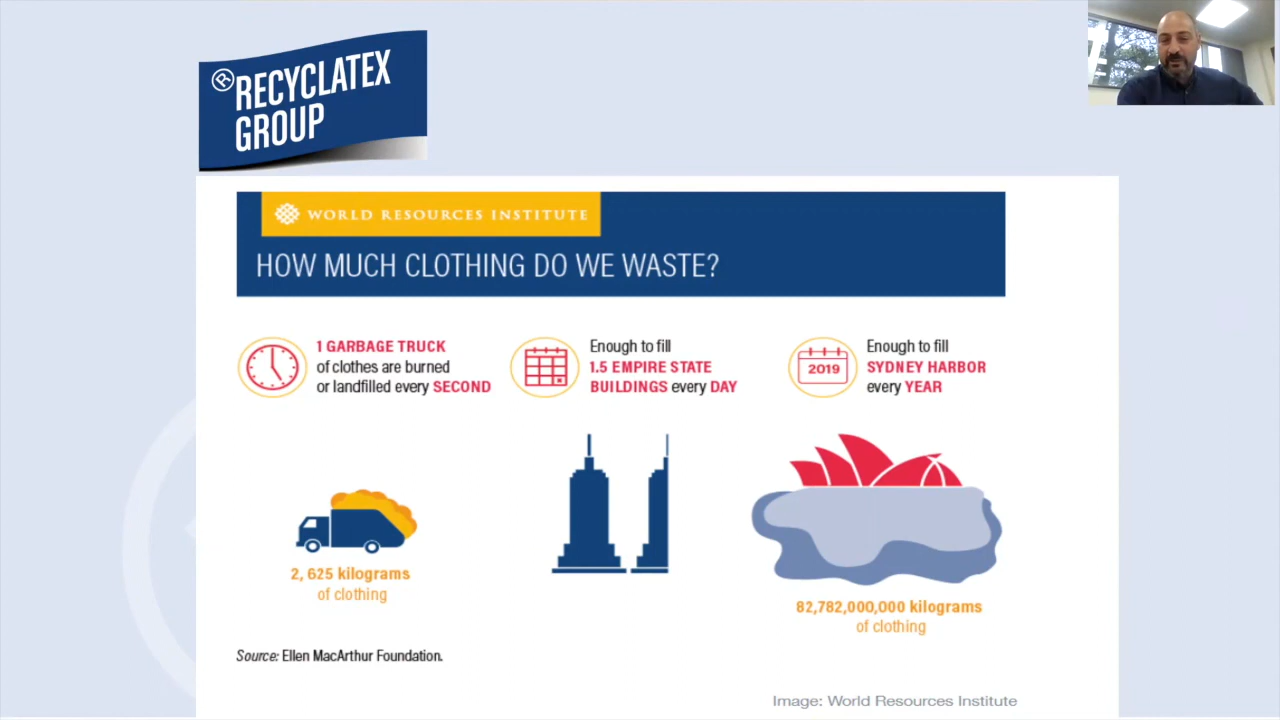 ® RECYCLATEX
GROUP
WORLD RESOURCES INSTITUTE
HOW MUCH CLOTHING DO WE WASTE?
1 GARBAGE TRUCK
of clothes are burned
or landfilled every SECOND
Enough to fill
1.5 EMPIRE STATE
BUILDINGS every DAY
2019
Enough to fill
SYDNEY HARBOR
every YEAR
2, 625 kilograms
of clothing
82,782,000,000 kilograms
of clothing
Source: Ellen MacArthur Foundation.
Image: World Resources Institute